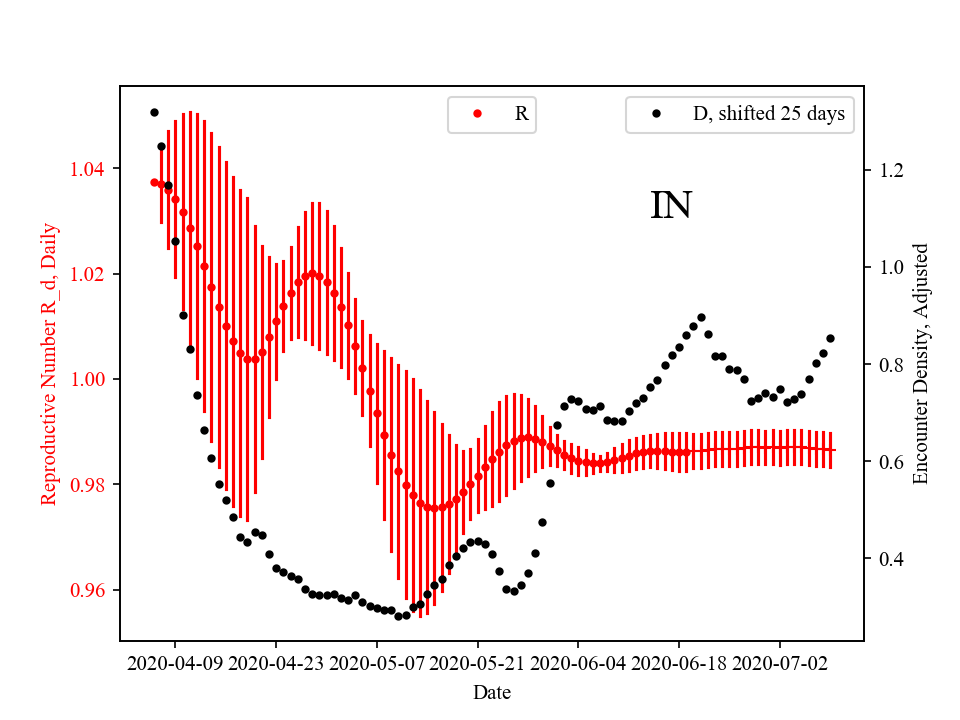 R
D, shifted 25 days
IN
1.04
1.02
1.00
0.98
0.96
Reproductive Number R_d, Daily
1.2
1.0
0.8
0.6
0.4
Encounter Density, Adjusted
2020-04-09 2020-04-23 2020-05-07 2020-05-21 2020-06-04 2020-06-18 2020-07-02
Date